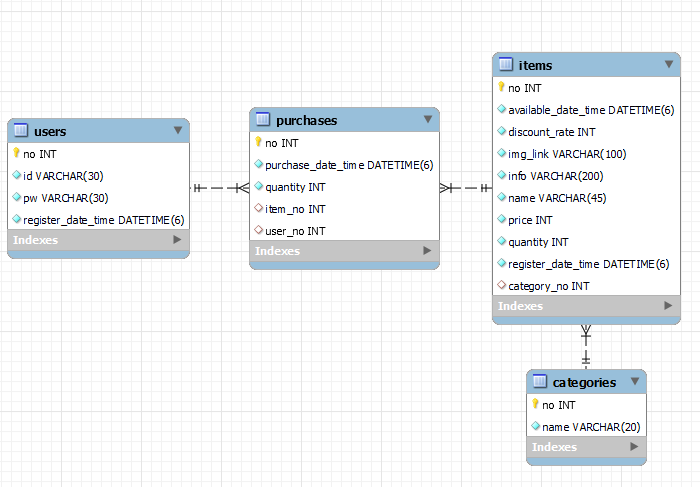 users
no INT
id VARCHAR(30)
pw VARCHAR(30)
register_date_time DATETIME(6)
Indexes
purchases
no INT
purchase_date_time DATETIME(6)
quantity INT
item_no INT
user_no INT
Indexes
items
no INT
available_date_time DATETIME(6)
discount_rate INT
img_link VARCHAR(100)
info VARCHAR(200)
name VARCHAR(45)
price INT
quantity INT
register_date_time DATETIME(6)
category_no INT
Indexes
categories
no INT
name VARCHAR(20)
Indexes